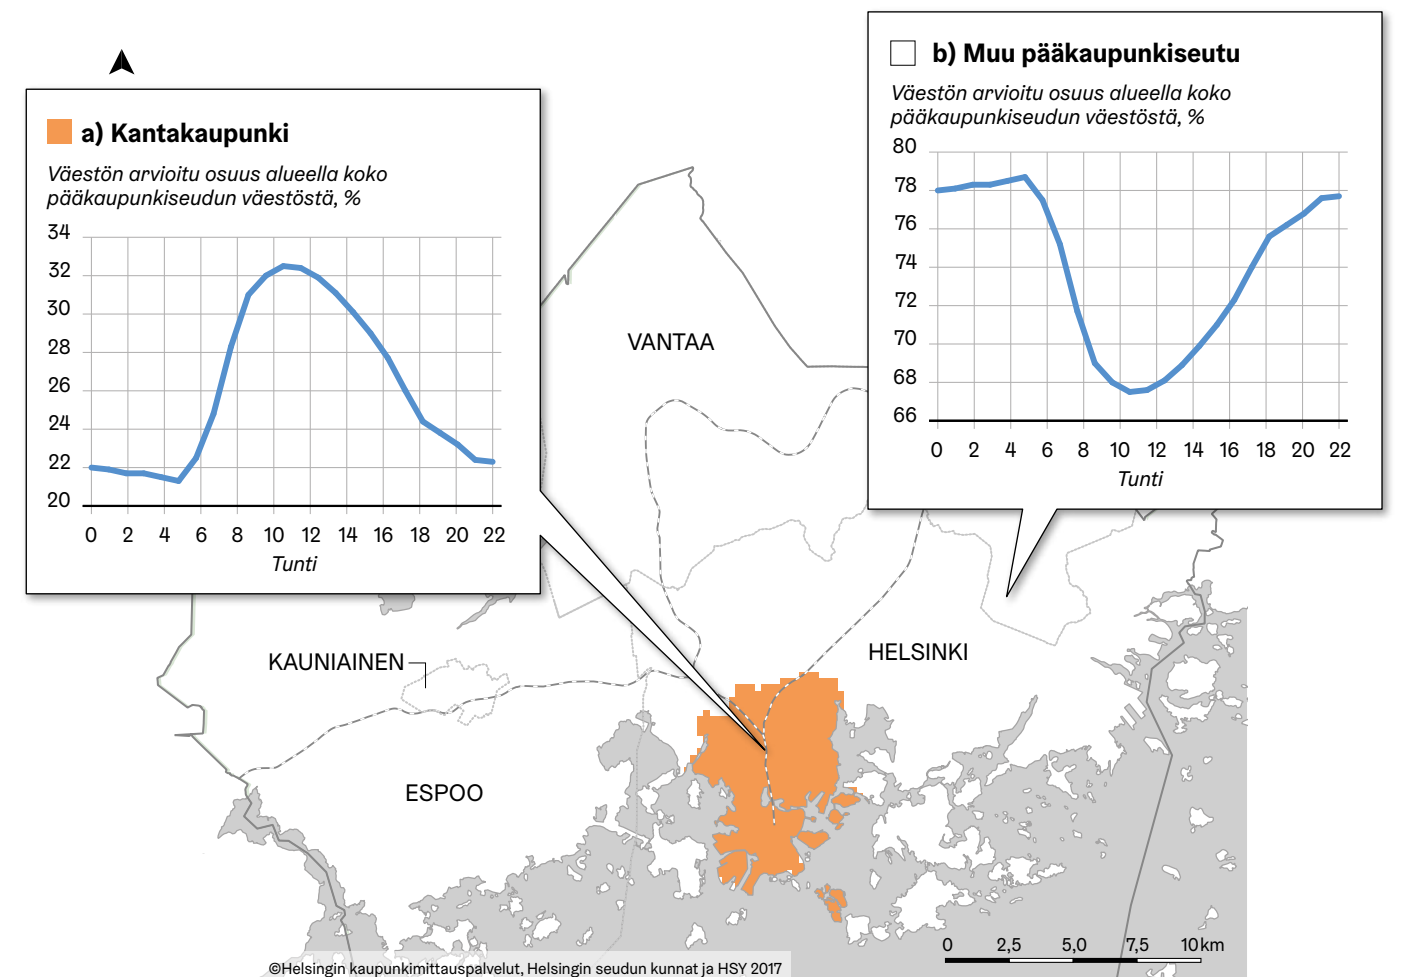 a) Kantakaupunki
Väestön arvioitu osuus alueella koko
pääkaupunkiseudun väestöstä, %
34
32
30
28
26
24
22
20
0 2 4 6 8 10 12 14 16 18 20 22
Tunti
b) Muu pääkaupunkiseutu
Väestön arvioitu osuus alueella koko
pääkaupunkiseudun väestöstä, %
80
78
76
74
72
70
68
66
0 2 4 6 8 10 12 14 16 18 20 22
Tunti
VANTAA
KAUNIAINEN
HELSINKI
ESPOO
0 2,5 5,0 7,5 10 km
©Helsingin kaupunkimittauspalvelut, Helsingin seudun kunnat ja HSY 2017